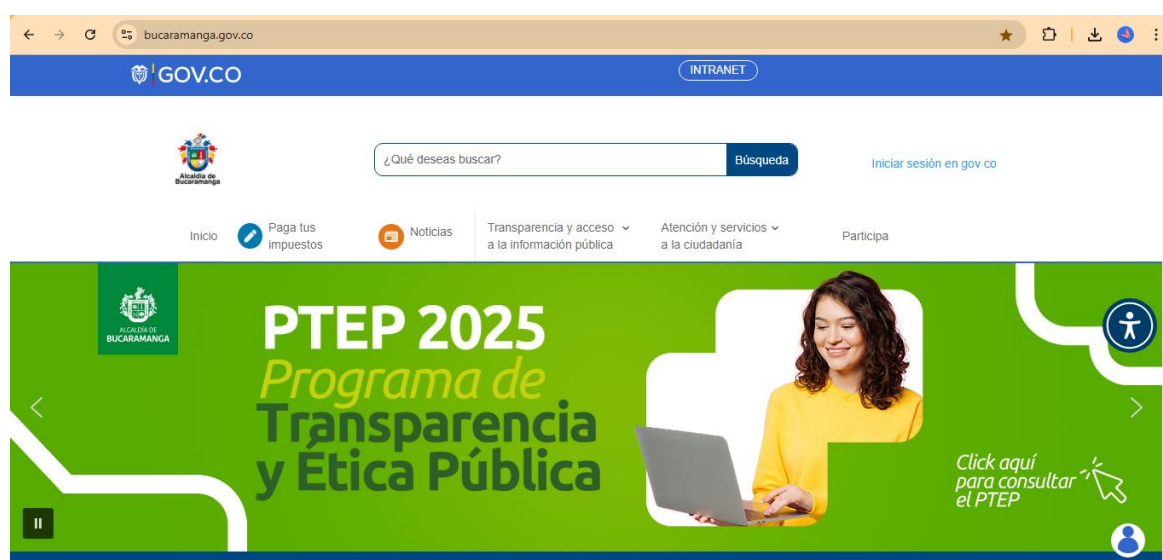 bucaramanga.gov.co
GOV.CO
INTRANET
Alcaldía de
Bucaramanga
¿Qué deseas buscar?
Búsqueda
Iniciar sesión en gov co
Inicio
Paga tus
impuestos
Noticias
Transparencia y acceso
a la información pública
Atención y servicios
a la ciudadanía
Participa
ALCALDÍA DE
BUCARAMANGA
PTEP 2025
Programa de
Transparencia
y Ética Pública
Click aquí
para consultar
el PTEP